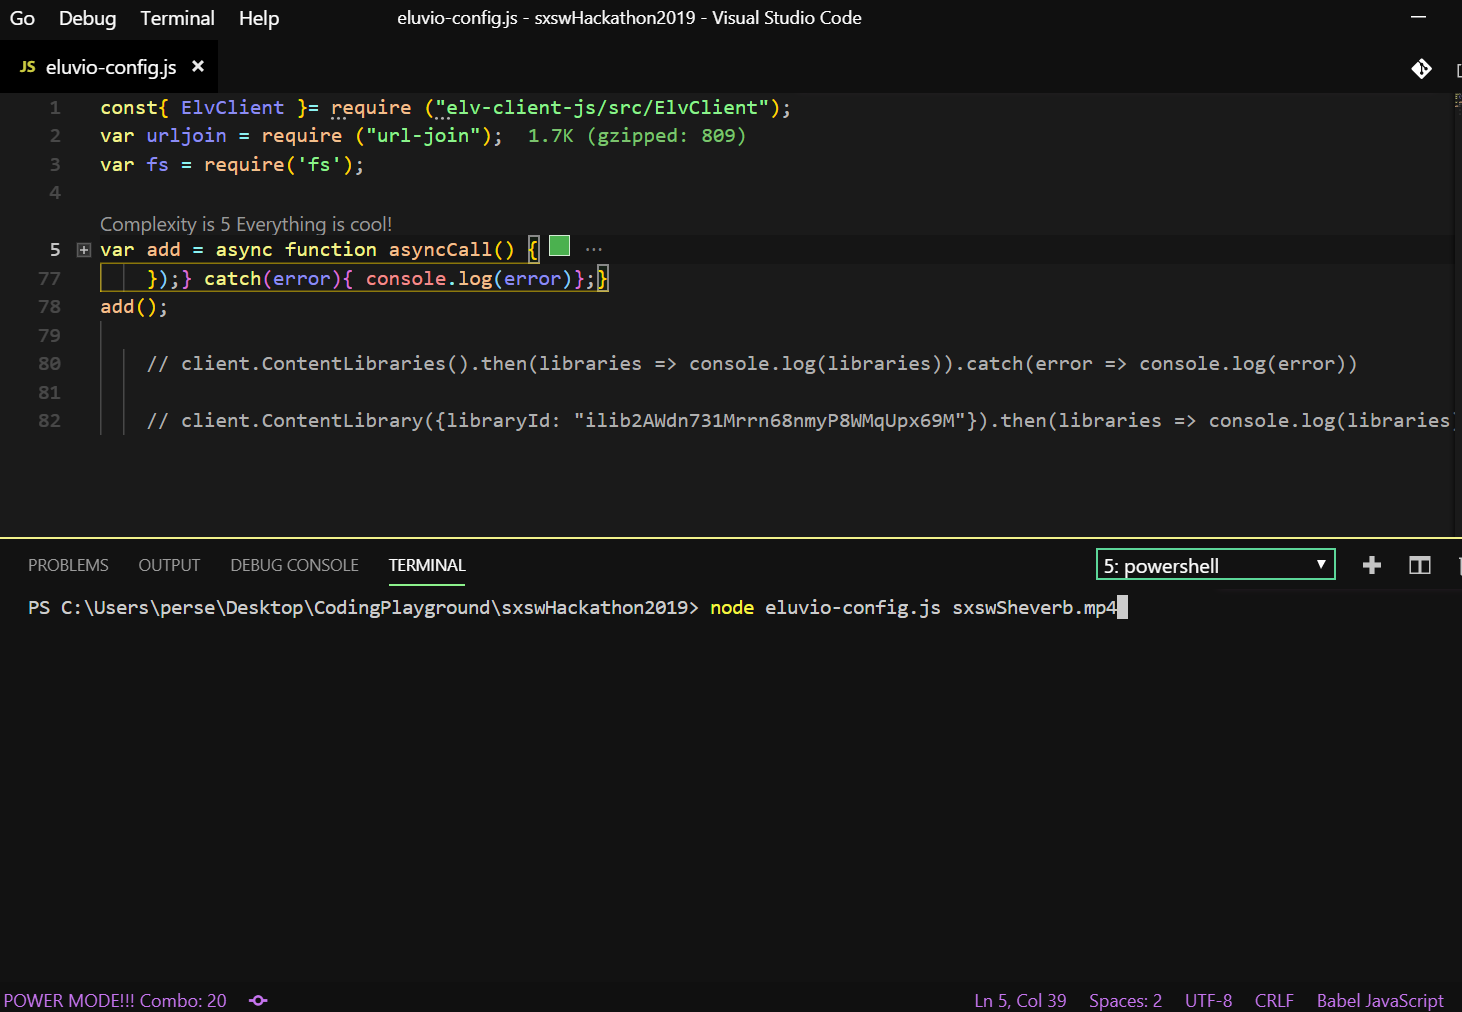 Go Debug Terminal Help eluvio-config.js - sxswHackathon2019 - Visual Studio Code
JS eluvio-config.js ×
1 const{ ElvClient }= require ("elv-client-js/src/ElvClient");
2 var urljoin = require ("url-join"); 1.7K (gzipped: 809)
3 var fs = require('fs');
4
Complexity is 5 Everything is cool!
5 var add = async function asyncCall() { ...
77 });} catch(error){ console.log(error)};}
78 add();
79
80 // client.ContentLibraries().then(libraries => console.log(libraries)).catch(error => console.log(error))
81
82 // client.ContentLibrary({libraryId: "ilib2AWdn731Mrrn68nmyP8WMqUpx69M"}).then(libraries => console.log(libraries
PROBLEMS OUTPUT DEBUG CONSOLE TERMINAL 5: powershell
PS C:\Users\perse\Desktop\CodingPlayground\sxswHackathon2019> node eluvio-config.js sxswSheverb.mp4
POWER MODE!!! Combo: 20 Ln 5, Col 39 Spaces: 2 UTF-8 CRLF Babel JavaScript